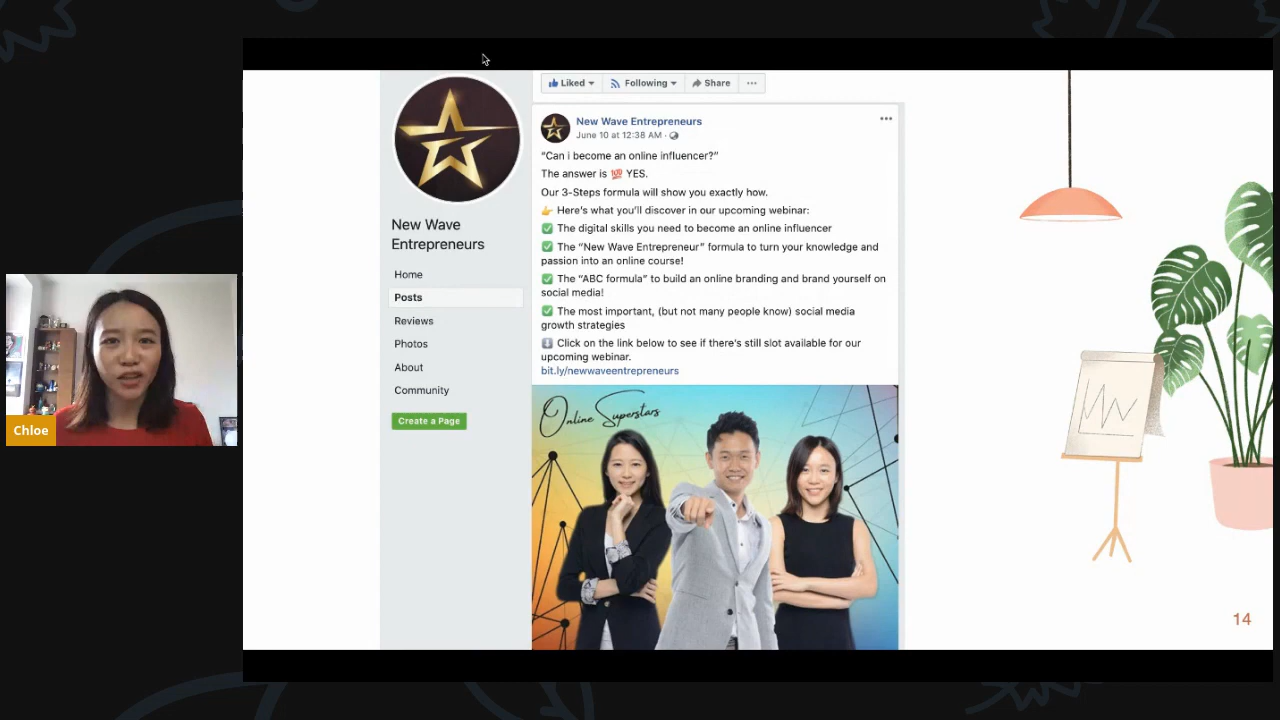 Liked
Following
Share
New Wave Entrepreneurs
June 10 at 12:38 AM
“Can i become an online influencer?”
The answer is 💯 YES.
Our 3-Steps formula will show you exactly how.
👉 Here's what you'll discover in our upcoming webinar:
✅ The digital skills you need to become an online influencer
✅ The “New Wave Entrepreneur” formula to turn your knowledge and
passion into an online course!
✅ The “ABC formula” to build an online branding and brand yourself on
social media!
✅ The most important, (but not many people know) social media
growth strategies
⬇️ Click on the link below to see if there's still slot available for our
upcoming webinar.
bit.ly/newwaveentrepreneurs
Online Superstars
New Wave
Entrepreneurs
Home
Posts
Reviews
Photos
About
Community
Create a Page
Chloe
14